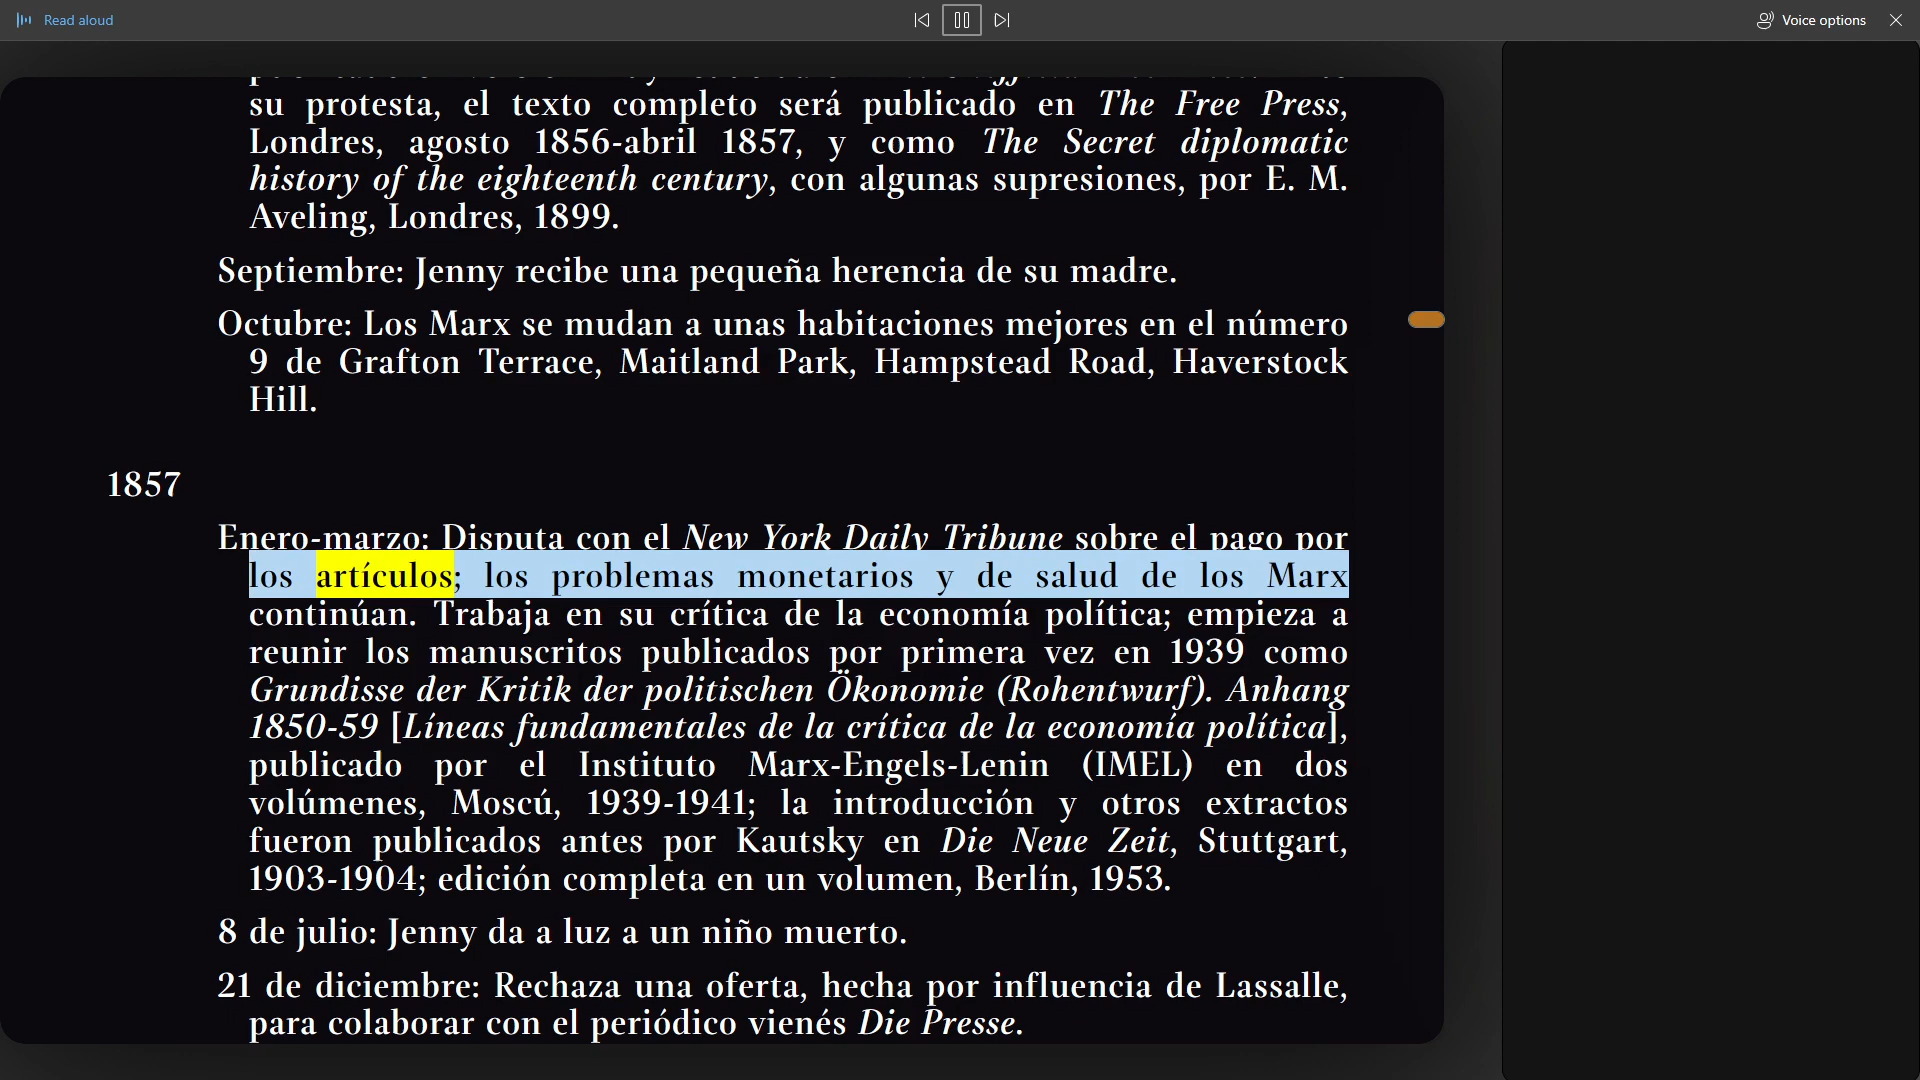 Read aloud
Voice options
su protesta, el texto completo será publicado en The Free Press,
Londres, agosto 1856-abril 1857, y como The Secret diplomatic
history of the eighteenth century, con algunas supresiones, por E. M.
Aveling, Londres, 1899.
Septiembre: Jenny recibe una pequeña herencia de su madre.
Octubre: Los Marx se mudan a unas habitaciones mejores en el número
9 de Grafton Terrace, Maitland Park, Hampstead Road, Haverstock
Hill.
1857
Enero-marzo: Disputa con el New York Daily Tribune sobre el pago por
los artículos; los problemas monetarios y de salud de los Marx
continúan. Trabaja en su crítica de la economía política; empieza a
reunir los manuscritos publicados por primera vez en 1939 como
Grundisse der Kritik der politischen Ökonomie (Rohentwurf). Anhang
1850-59 [Líneas fundamentales de la crítica de la economía política],
publicado por el Instituto Marx-Engels-Lenin (IMEL) en dos
volúmenes, Moscú, 1939-1941; la introducción y otros extractos
fueron publicados antes por Kautsky en Die Neue Zeit, Stuttgart,
1903-1904; edición completa en un volumen, Berlín, 1953.
8 de julio: Jenny da a luz a un niño muerto.
21 de diciembre: Rechaza una oferta, hecha por influencia de Lassalle,
para colaborar con el periódico vienés Die Presse.